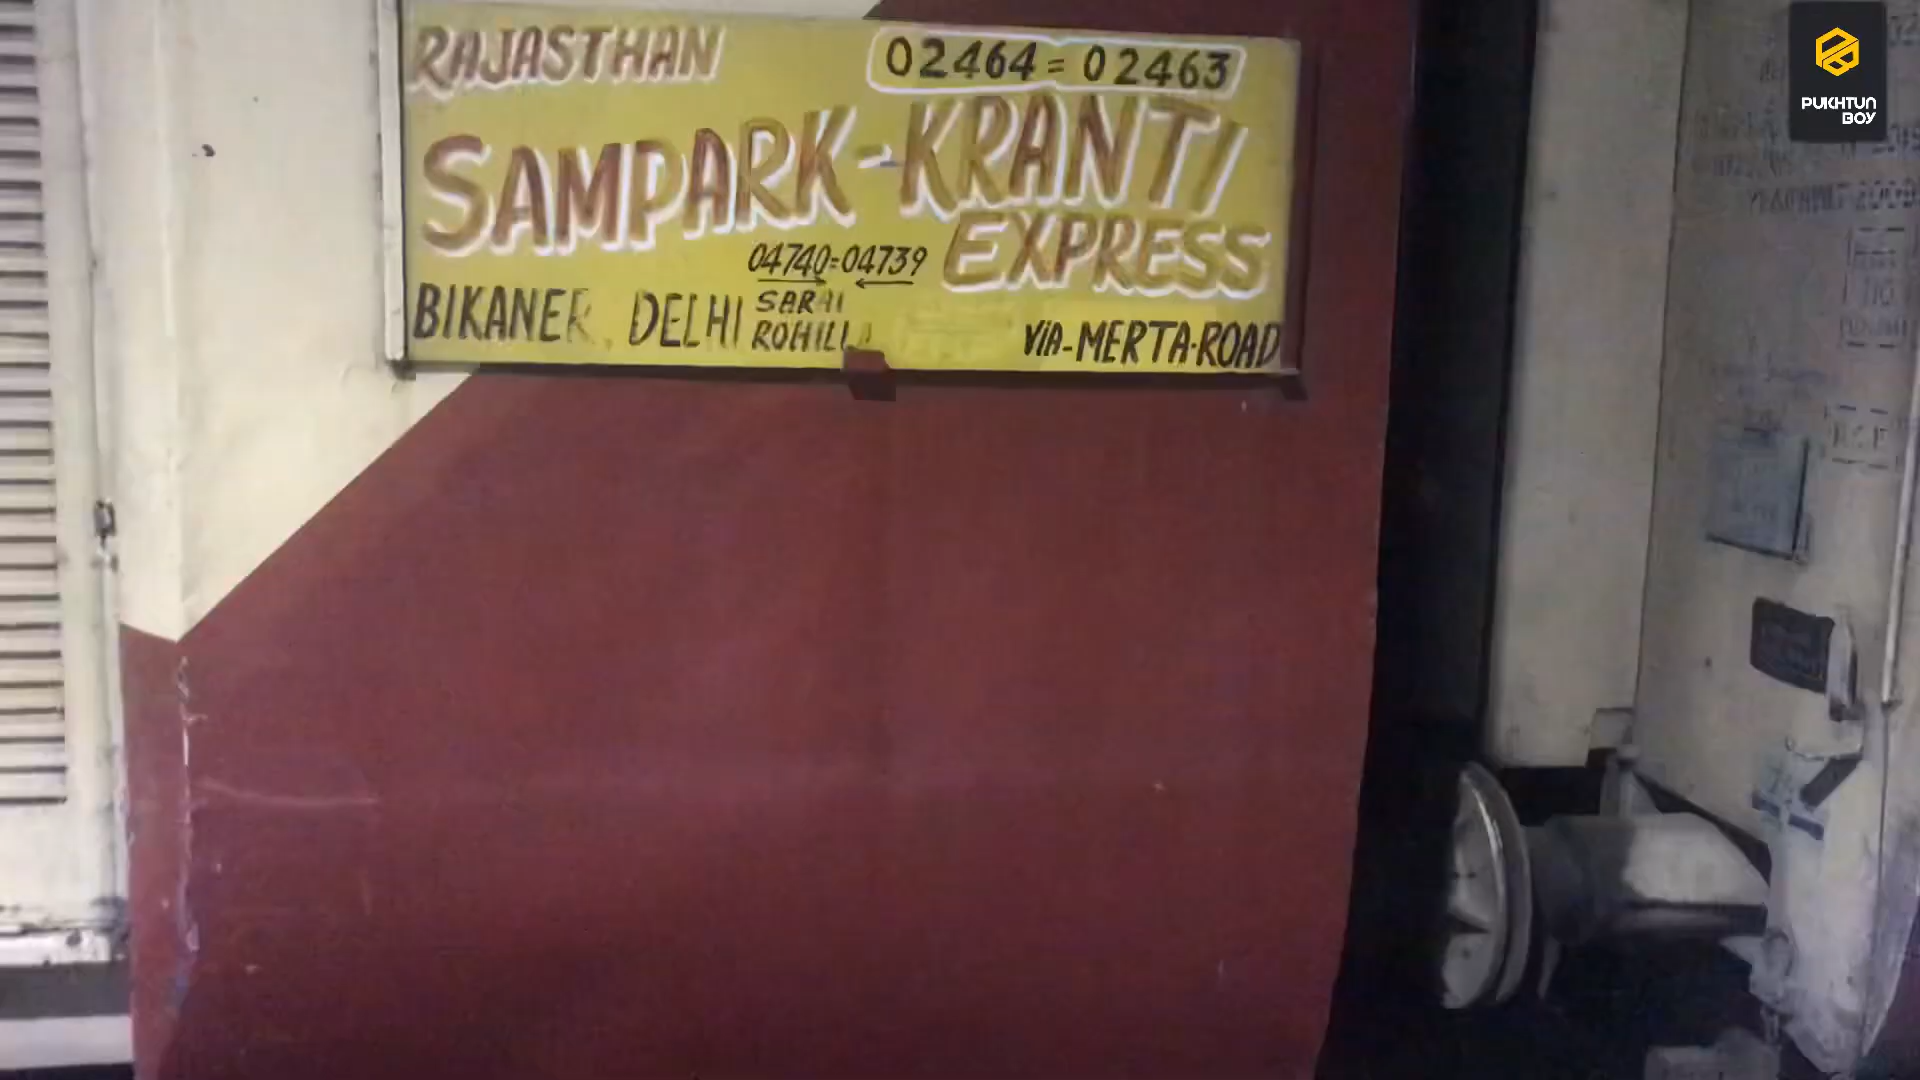 RAJASTHAN
02464 = 02463
SAMPARK-KRANTI
EXPRESS
04740=04739
BIKANER. DELHI SARAI
ROHILLA
VIA-MERTA-ROAD
PUKHTUN
BOY